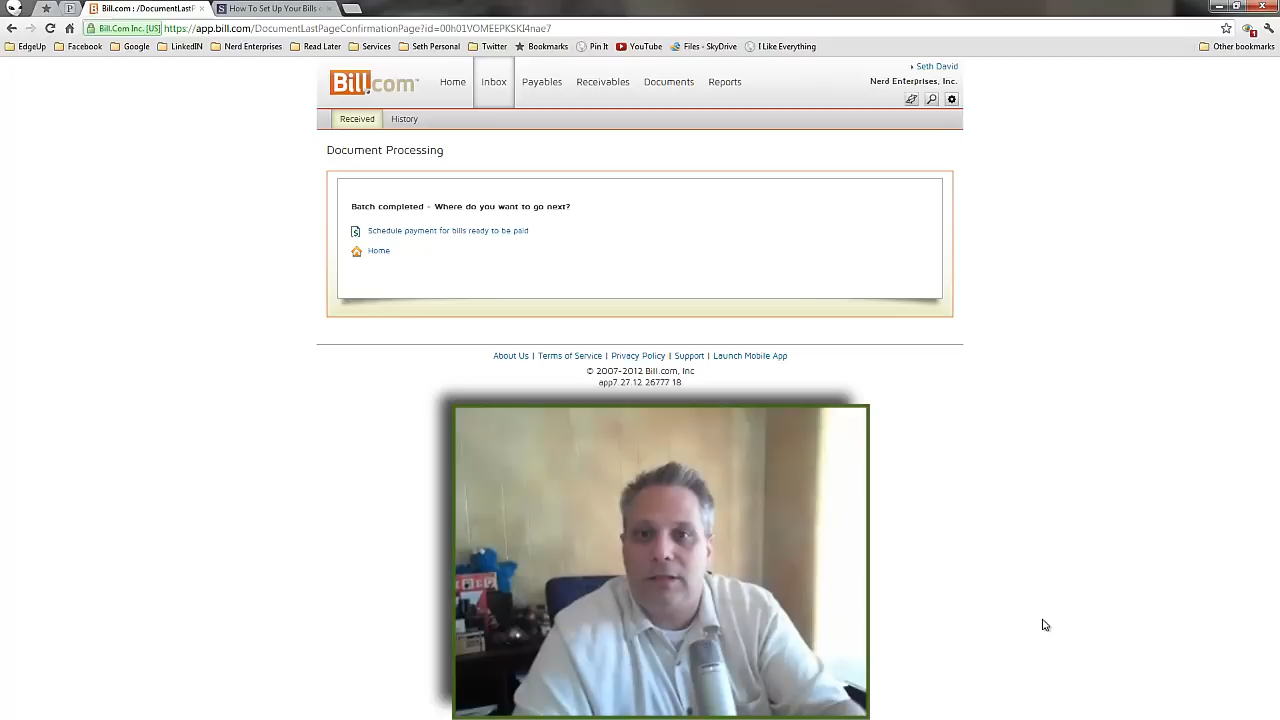 Bill.com : /DocumentLastP
How To Set Up Your Bills
Bill.Com Inc. [US]
https://app.bill.com/DocumentLastPageConfirmationPage?id=00h01VOMEEPKSKI4nae7
EdgeUp Facebook Google LinkedIN Nerd Enterprises Read Later Services Seth Personal Twitter Bookmarks Pin It YouTube Files - SkyDrive I Like Everything Other bookmarks
Seth David
Nerd Enterprises, Inc.
Bill.com™ Home Inbox Payables Receivables Documents Reports
Received History
Document Processing
Batch completed - Where do you want to go next?
Schedule payment for bills ready to be paid
Home
About Us | Terms of Service | Privacy Policy | Support | Launch Mobile App
© 2007-2012 Bill.com, Inc
app7.27.12 26777 18